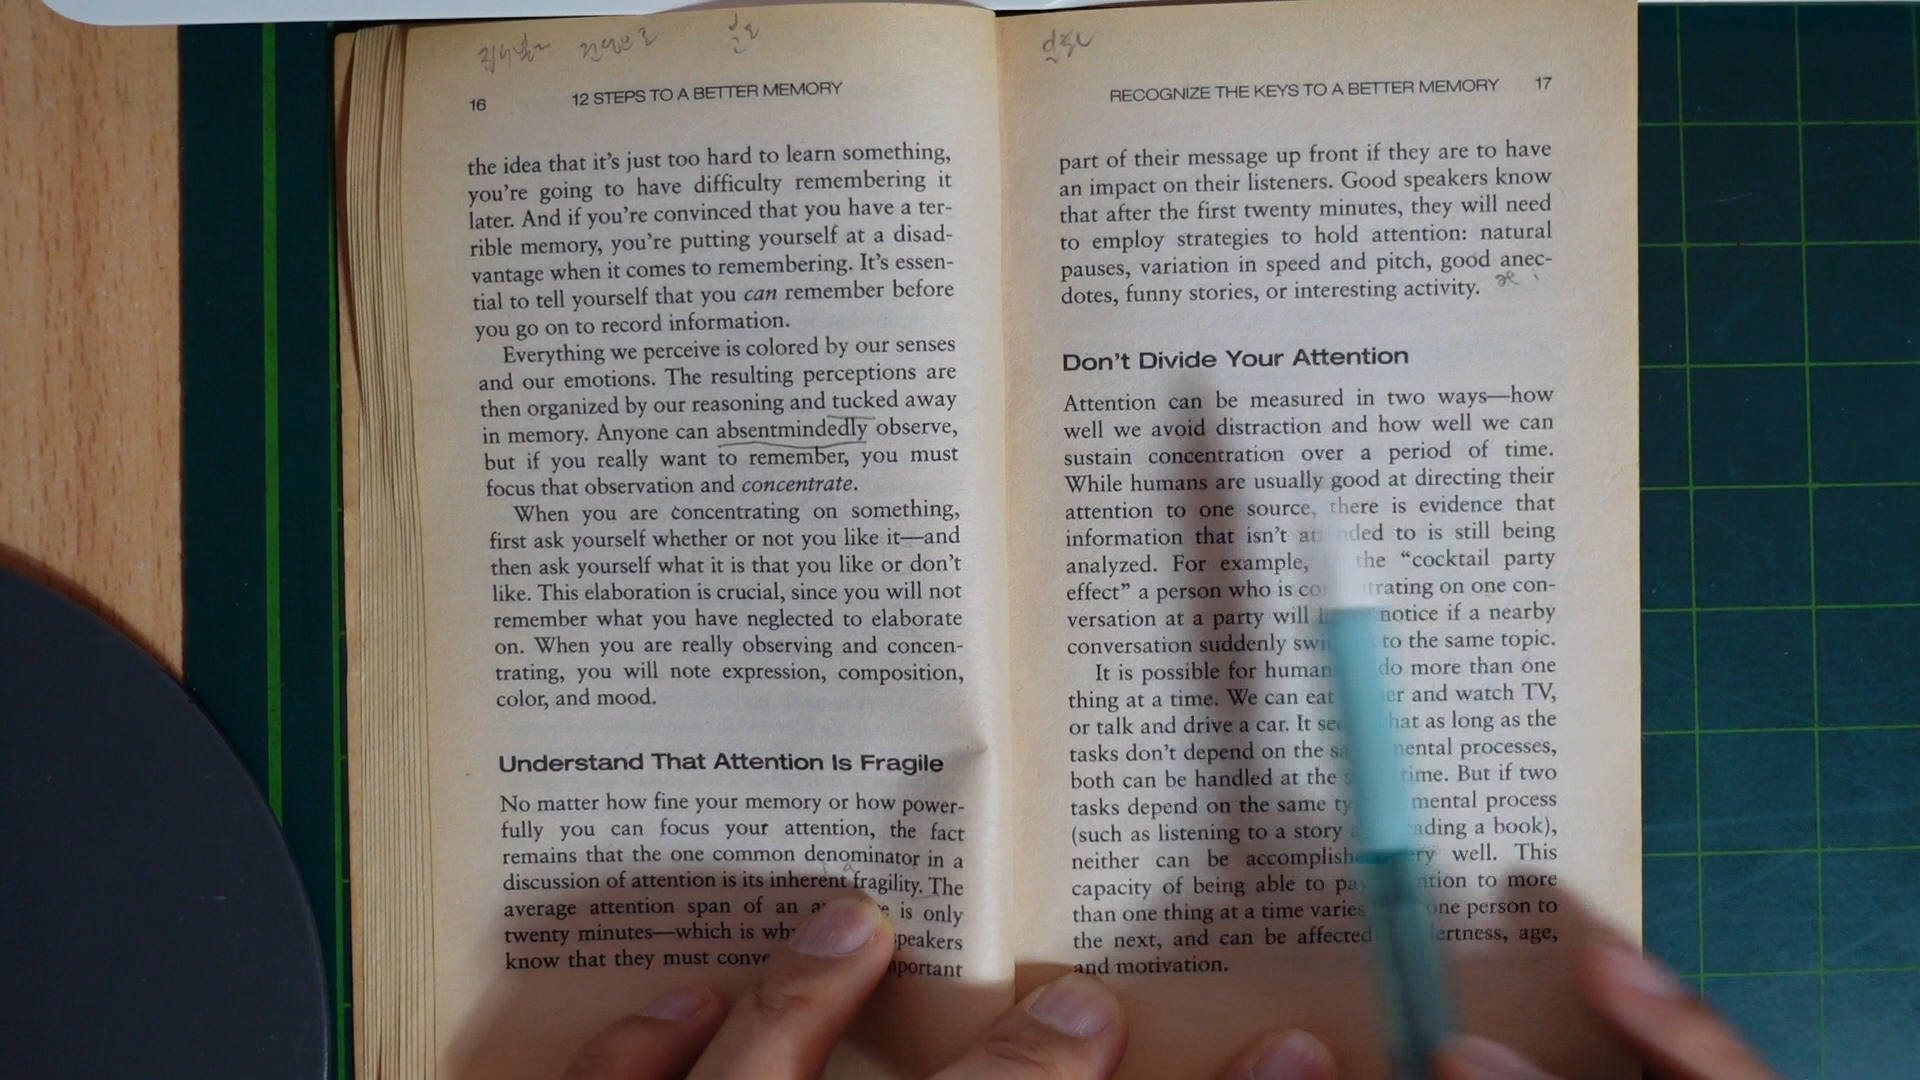 16 12 STEPS TO A BETTER MEMORY
the idea that it's just too hard to learn something,
you're going to have difficulty remembering it
later. And if you're convinced that you have a ter-
rible memory, you're putting yourself at a disad-
vantage when it comes to remembering. It's essen-
tial to tell yourself that you can remember before
you go on to record information.
Everything we perceive is colored by our senses
and our emotions. The resulting perceptions are
then organized by our reasoning and tucked away
in memory. Anyone can absentmindedly observe,
but if you really want to remember, you must
focus that observation and concentrate.
When you are concentrating on something,
first ask yourself whether or not you like it—and
then ask yourself what it is that you like or don't
like. This elaboration is crucial, since you will not
remember what you have neglected to elaborate
on. When you are really observing and concen-
trating, you will note expression, composition,
color, and mood.
Understand That Attention Is Fragile
No matter how fine your memory or how power-
fully you can focus your attention, the fact
remains that the one common denominator in a
discussion of attention is its inherent fragility. The
average attention span of an is only
twenty minutes—which is speakers
know that they must
RECOGNIZE THE KEYS TO A BETTER MEMORY 17
part of their message up front if they are to have
an impact on their listeners. Good speakers know
that after the first twenty minutes, they will need
to employ strategies to hold attention: natural
pauses, variation in speed and pitch, good anec-
dotes, funny stories, or interesting activity.
Don't Divide Your Attention
Attention can be measured in two ways—how
well we avoid distraction and how well we can
sustain concentration over a period of time.
While humans are usually good at directing their
attention to one source, there is evidence that
information that isn't attended to is still being
analyzed. For example, the "cocktail party
effect" a person who is concentrating on one con-
versation at a party will notice if a nearby
conversation suddenly to the same topic.
It is possible for humans do more than one
thing at a time. We can eat and watch TV,
or talk and drive a car. It that as long as the
tasks don't depend on the mental processes,
both can be handled at the time. But if two
tasks depend on the same mental process
(such as listening to a story reading a book),
neither can be accomplished very well. This
capacity of being able to pay attention to more
than one thing at a time varies one person to
the next, and can be affected alertness, age,
and motivation.